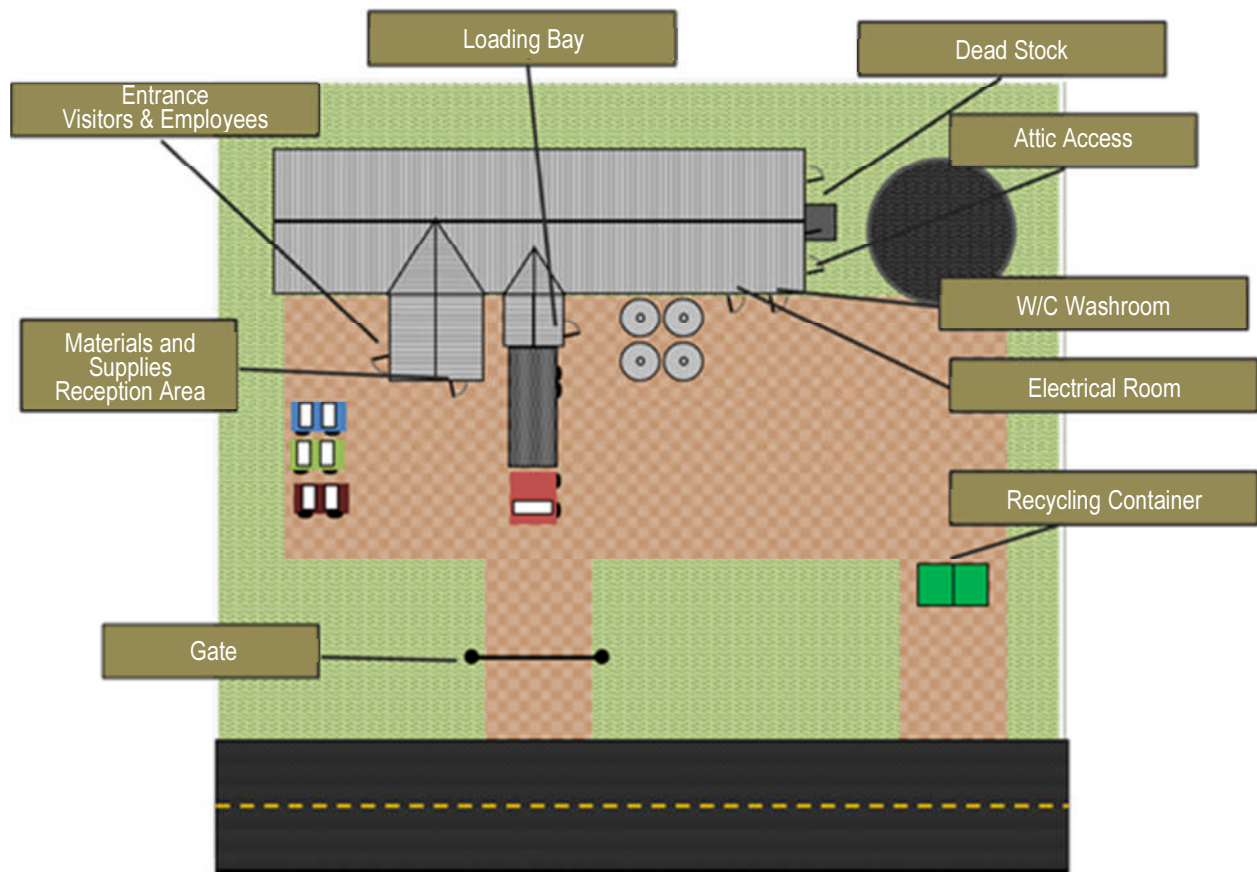 Loading Bay
Dead Stock
Entrance
Visitors & Employees
Attic Access
W/C Washroom
Materials and
Supplies
Reception Area
Electrical Room
Recycling Container
Gate